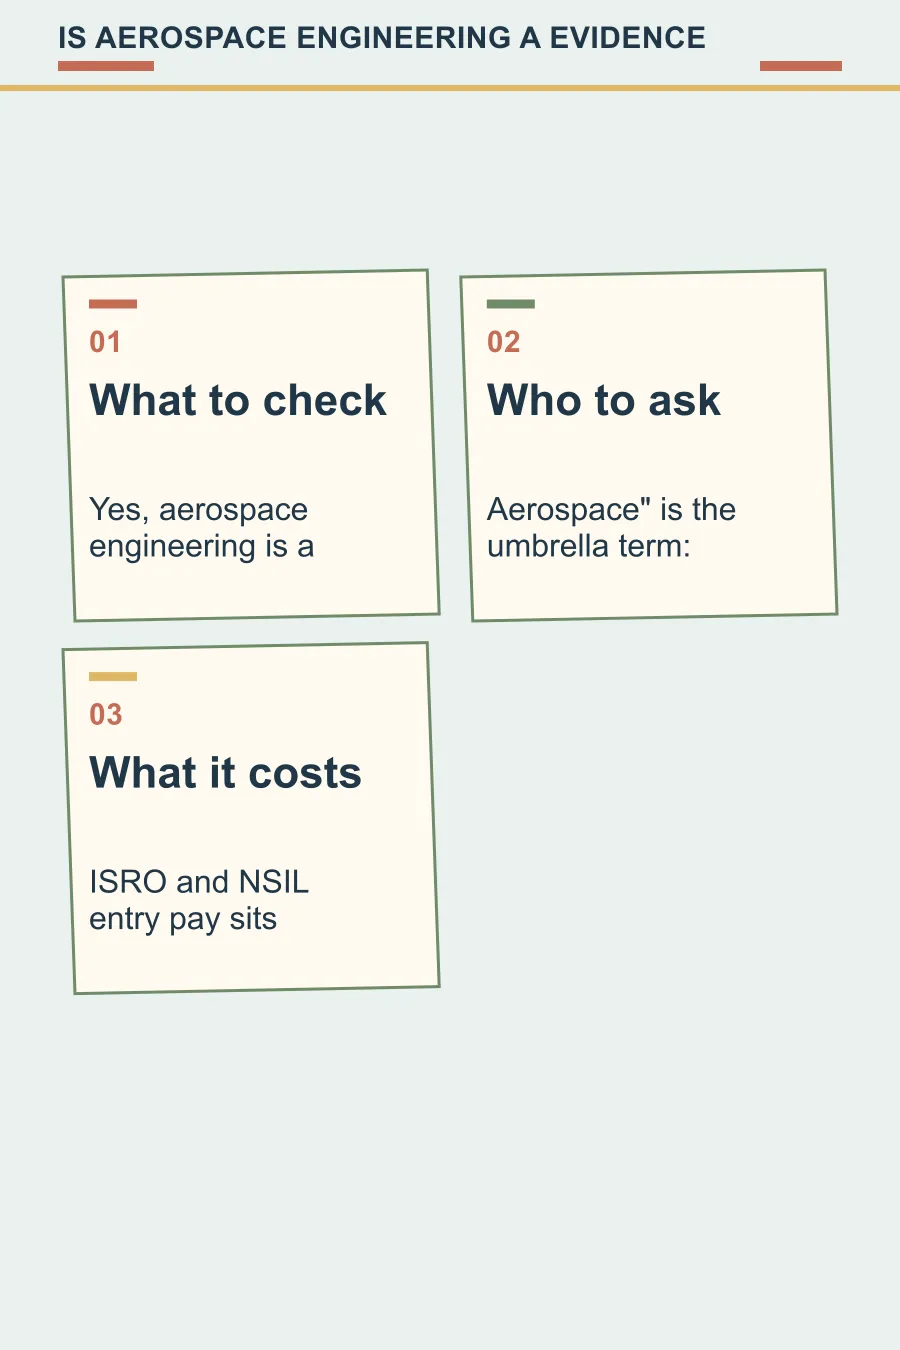 IS AEROSPACE ENGINEERING A EVIDENCE
01
What to check
Yes, aerospace
engineering is a
02
Who to ask
Aerospace" is the
umbrella term:
03
What it costs
ISRO and NSIL
entry pay sits